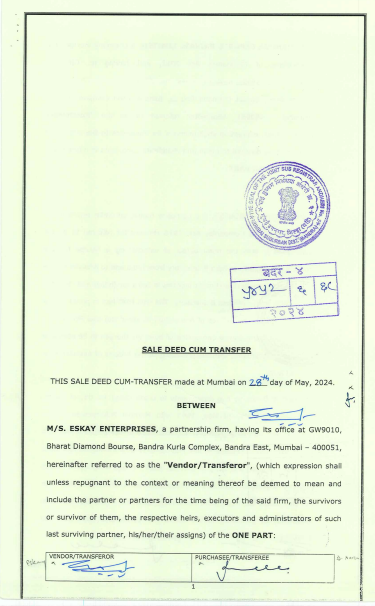 बदर - ४
२०२४
SALE DEED CUM TRANSFER
THIS SALE DEED CUM-TRANSFER made at Mumbai on 28th day of May, 2024.
BETWEEN
M/S. ESKAY ENTERPRISES, a partnership firm, having its office at GW9010,
Bharat Diamond Bourse, Bandra Kurla Complex, Bandra East, Mumbai – 400051,
hereinafter referred to as the "Vendor/Transferor", (which expression shall
unless repugnant to the context or meaning thereof be deemed to mean and
include the partner or partners for the time being of the said firm, the survivors
or survivor of them, the respective heirs, executors and administrators of such
last surviving partner, his/her/their assigns) of the ONE PART:
VENDOR/TRANSFEROR
PURCHASEE/TRANSFEREE
1